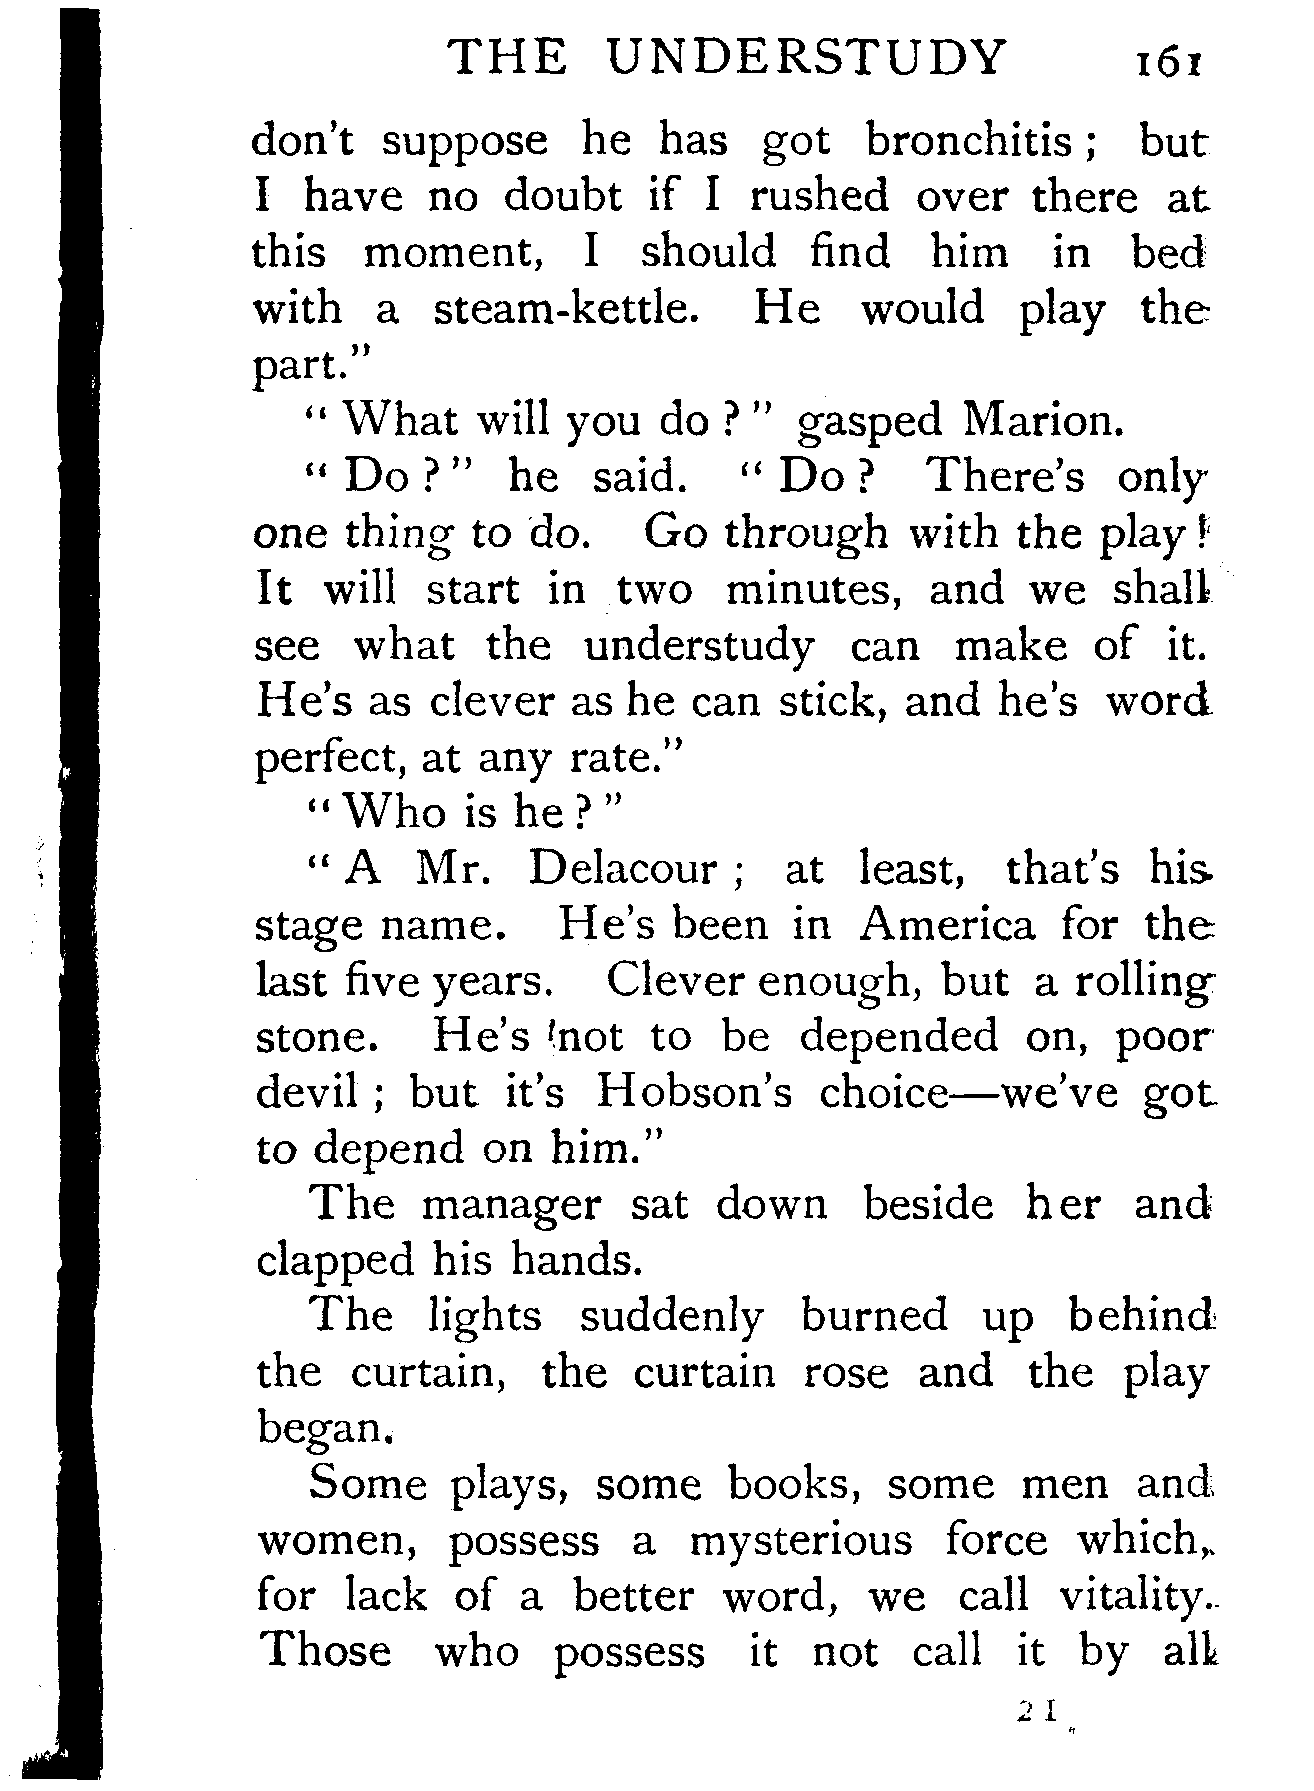 THE UNDERSTUDY 161
don't suppose he has got bronchitis ; but
I have no doubt if I rushed over there at
this moment, I should find him in bed
with a steam-kettle. He would play the
part."
" What will you do ? " gasped Marion.
" Do ? " he said. " Do ? There's only
one thing to do. Go through with the play !
It will start in two minutes, and we shall
see what the understudy can make of it.
He's as clever as he can stick, and he's word
perfect, at any rate."
" Who is he ? "
" A Mr. Delacour ; at least, that's his
stage name. He's been in America for the
last five years. Clever enough, but a rolling
stone. He's not to be depended on, poor
devil ; but it's Hobson's choice—we've got
to depend on him."
The manager sat down beside her and
clapped his hands.
The lights suddenly burned up behind
the curtain, the curtain rose and the play
began.
Some plays, some books, some men and
women, possess a mysterious force which,
for lack of a better word, we call vitality.
Those who possess it not call it by all
21